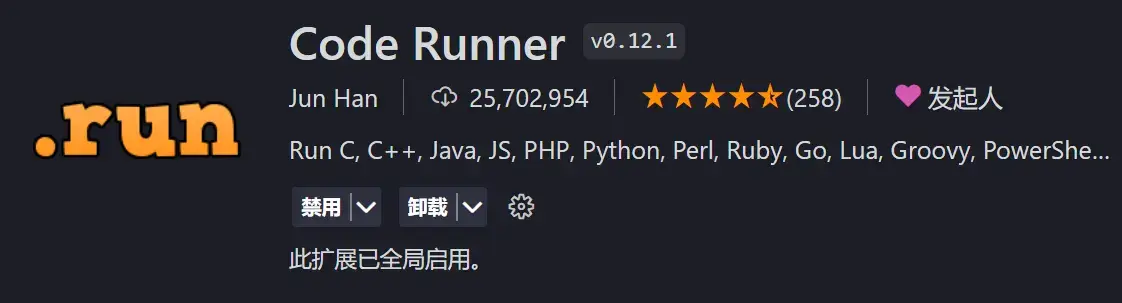 .run
Code Runner v0.12.1
Jun Han 25,702,954 (258) 发起人
Run C, C++, Java, JS, PHP, Python, Perl, Ruby, Go, Lua, Groovy, PowerShe...
禁用 卸载
此扩展已全局启用。